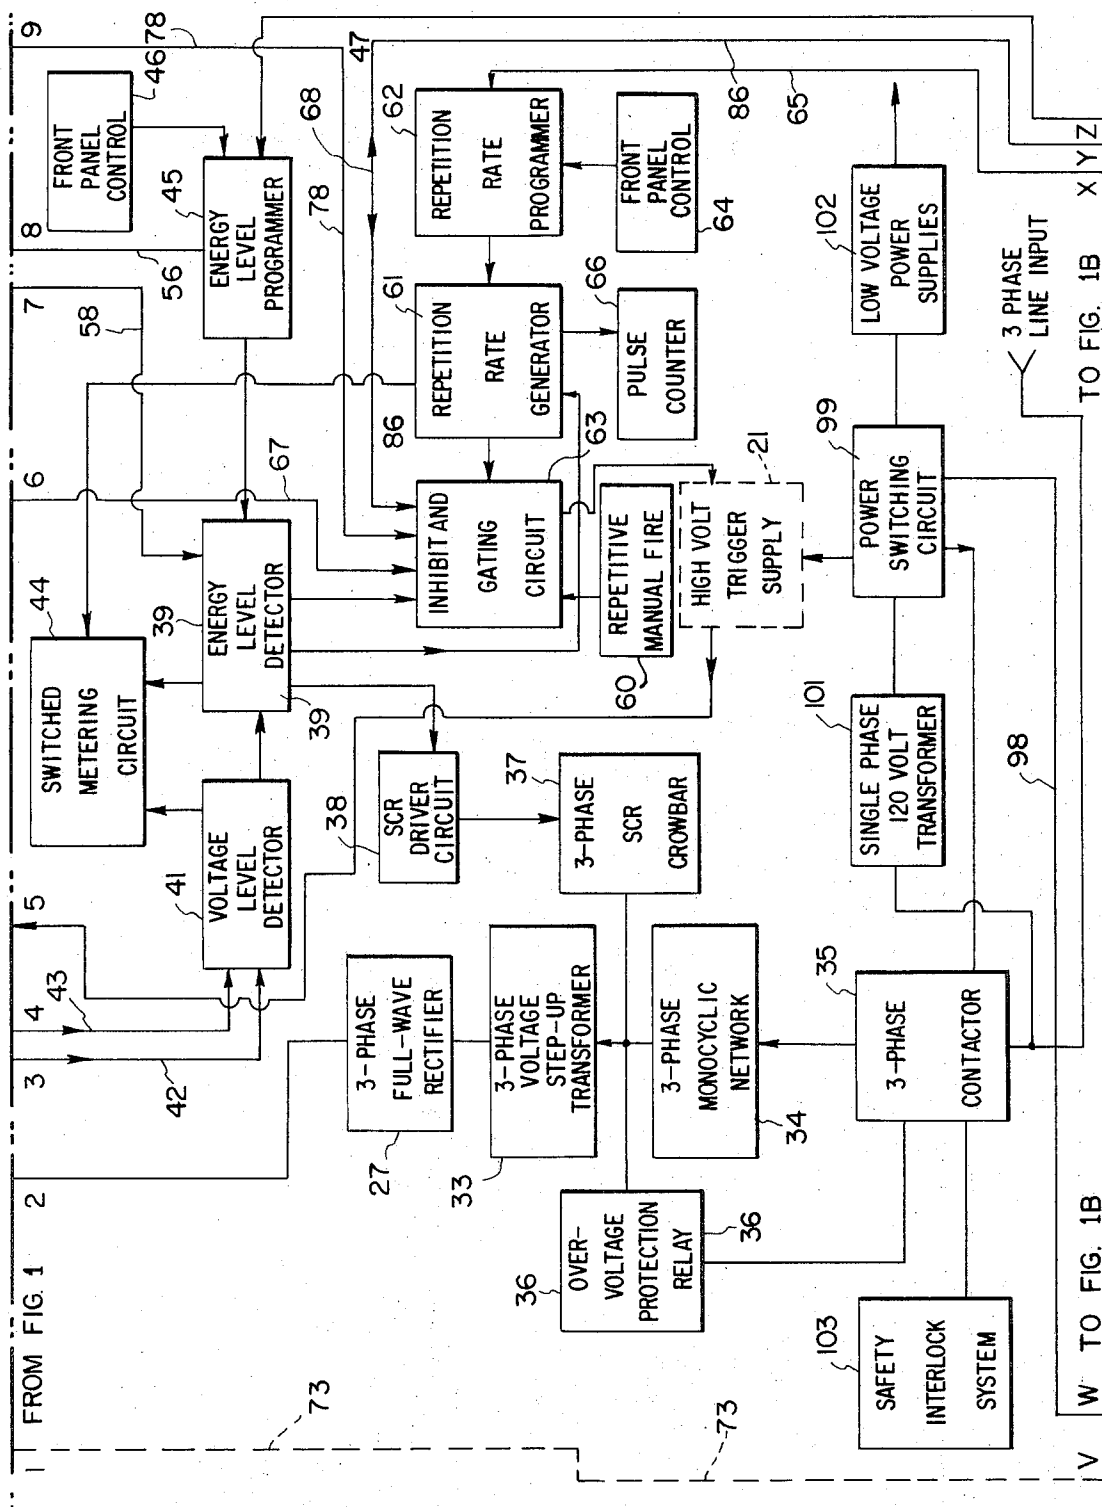 1 FROM FIG. 1 2 3 4 5 6 7 8 9
73
42
43
58
56
78
46
FRONT
PANEL
CONTROL
44
SWITCHED
METERING
CIRCUIT
41
VOLTAGE
LEVEL
DETECTOR
39
ENERGY
LEVEL
DETECTOR
39
67
45
ENERGY
LEVEL
PROGRAMMER
68
47
78
86
27
3-PHASE
FULL-WAVE
RECTIFIER
38
SCR
DRIVER
CIRCUIT
INHIBIT AND
GATING
CIRCUIT
63
61
REPETITION
RATE
GENERATOR
62
REPETITION
RATE
PROGRAMMER
33
3-PHASE
VOLTAGE
STEP-UP
TRANSFORMER
37
3-PHASE
SCR
CROWBAR
60
REPETITIVE
MANUAL FIRE
66
PULSE
COUNTER
64
FRONT
PANEL
CONTROL
86
65
36
OVER-
VOLTAGE
PROTECTION
RELAY
36
34
3-PHASE
MONOCYCLIC
NETWORK
21
HIGH VOLT
TRIGGER
SUPPLY
73
103
SAFETY
INTERLOCK
SYSTEM
35
3-PHASE
CONTACTOR
101
SINGLE PHASE
120 VOLT
TRANSFORMER
99
POWER
SWITCHING
CIRCUIT
102
LOW VOLTAGE
POWER
SUPPLIES
98
3 PHASE
LINE INPUT
V W TO FIG. 1B TO FIG. 1B X Y Z